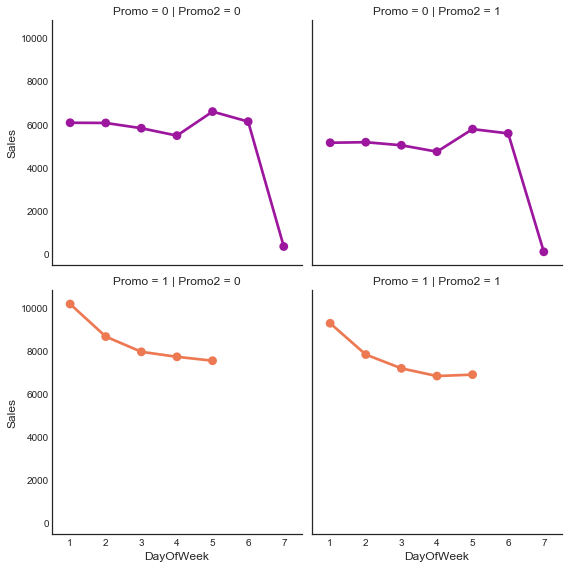 Promo = 0 | Promo2 = 0
Promo = 0 | Promo2 = 1
10000
8000
6000
4000
2000
0
Sales
Promo = 1 | Promo2 = 0
Promo = 1 | Promo2 = 1
10000
8000
6000
4000
2000
0
Sales
1 2 3 4 5 6 7
DayOfWeek
1 2 3 4 5 6 7
DayOfWeek